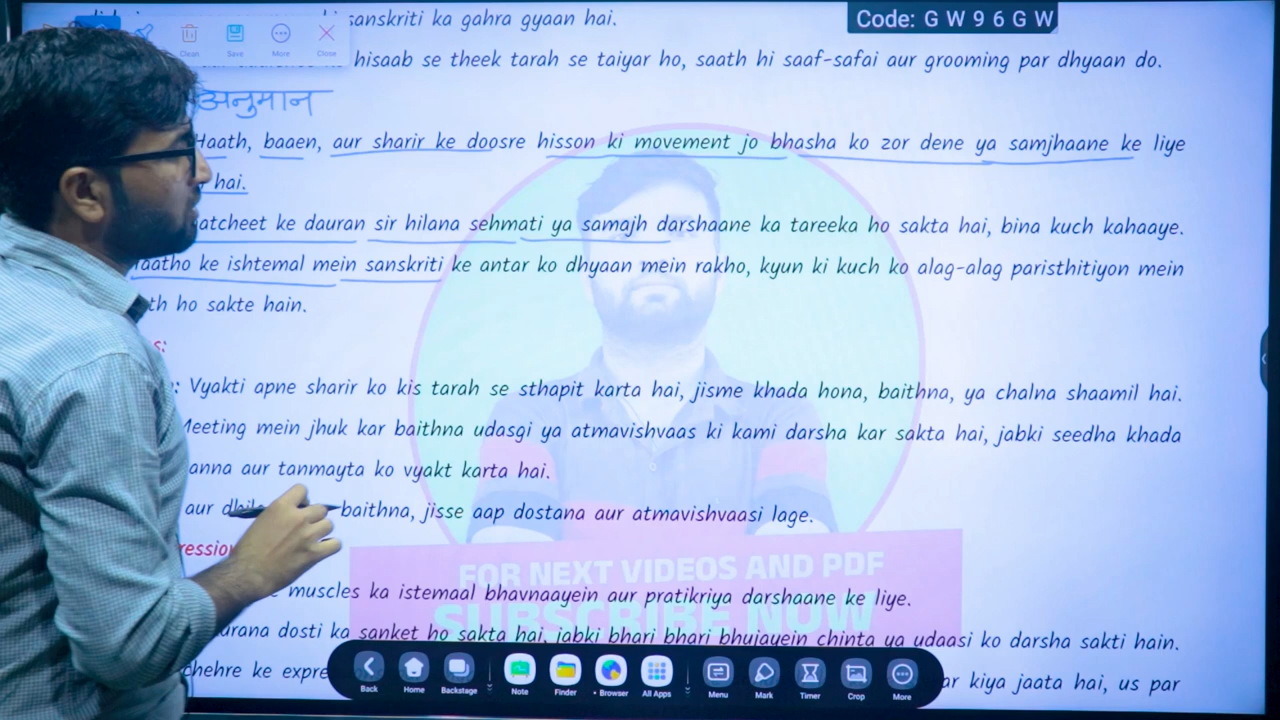 sanskriti ka gahra gyaan hai.
Code: G W 9 6 G W
Clean Save More Close
hisaab se theek tarah se taiyar ho, saath hi saaf-safai aur grooming par dhyaan do.
अनुमान
Haath, baaen, aur sharir ke doosre hisson ki movement jo bhasha ko zor dene ya samjhaane ke liye
hai.
atcheet ke dauran sir hilana sehmati ya samajh darshaane ka tareeka ho sakta hai, bina kuch kahaaye.
aatho ke ishtemal mein sanskriti ke antar ko dhyaan mein rakho, kyun ki kuch ko alag-alag paristhitiyon mein
th ho sakte hain.
s:
: Vyakti apne sharir ko kis tarah se sthapit karta hai, jisme khada hona, baithna, ya chalna shaamil hai.
Meeting mein jhuk kar baithna udasgi ya atmavishvaas ki kami darsha kar sakta hai, jabki seedha khada
anna aur tanmayta ko vyakt karta hai.
aur baithna, jisse aap dostana aur atmavishvaasi lage.
ression
FOR NEXT VIDEOS AND PDF
muscles ka istemaal bhavnaayein aur pratikriya darshaane ke liye.
SUBSCRIBE NOW
urana dosti ka sanket ho sakta hai, jabki bhari bhari bhujayein chinta ya udaasi ko darsha sakti hain.
chehre ke expre
ar kiya jaata hai, us par
Back Home Backstage Note Finder Browser All Apps Menu Mark Timer Crop More